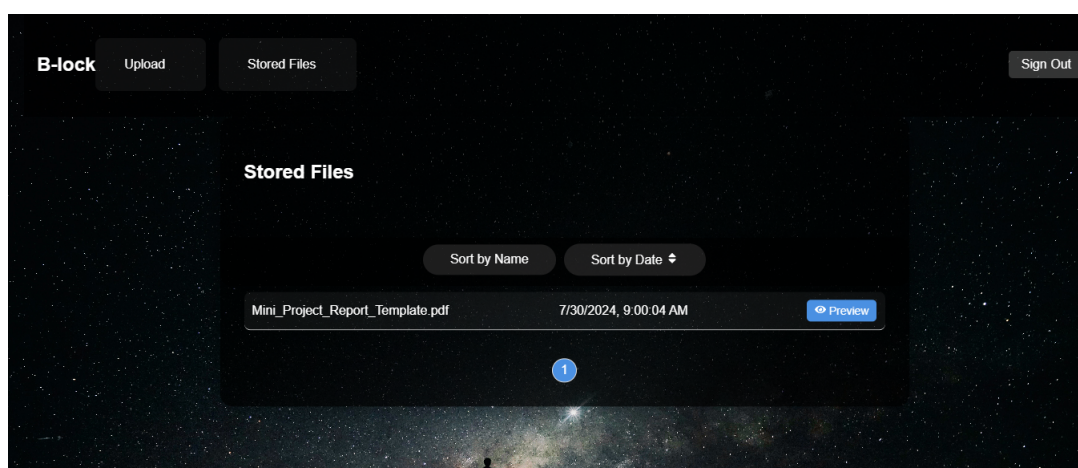 B-lock Upload Stored Files Sign Out
Stored Files
Sort by Name Sort by Date
Mini_Project_Report_Template.pdf 7/30/2024, 9:00:04 AM Preview
1